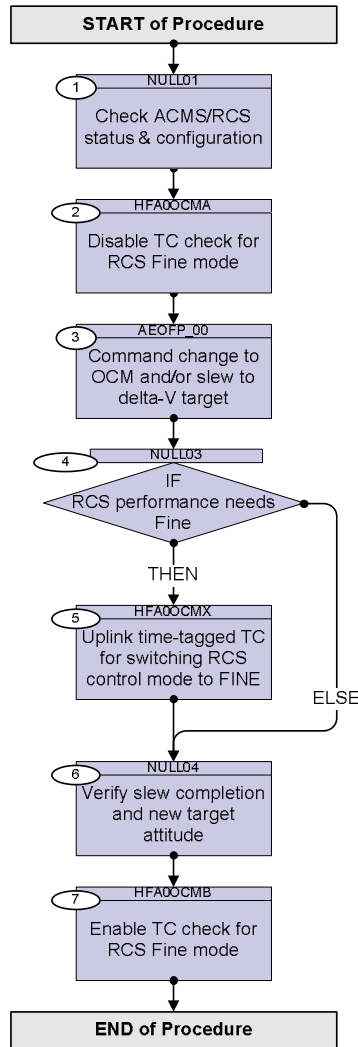 START of Procedure
NULL01
1
Check ACMS/RCS
status & configuration
HFA0OCMA
2
Disable TC check for
RCS Fine mode
AEOFP_00
3
Command change to
OCM and/or slew to
delta-V target
NULL03
4
IF
RCS performance needs
Fine
THEN
HFA0OCMX
5
Uplink time-tagged TC
for switching RCS
control mode to FINE
ELSE
NULL04
6
Verify slew completion
and new target
attitude
HFA0OCMB
7
Enable TC check for
RCS Fine mode
END of Procedure